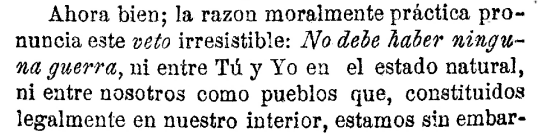 Ahora bien; la razon moralmente práctica pro-
nuncia este veto irresistible: No debe haber ningu-
na guerra, ni entre Tú y Yo en el estado natural,
ni entre nosotros como pueblos que, constituidos
legalmente en nuestro interior, estamos sin embar-